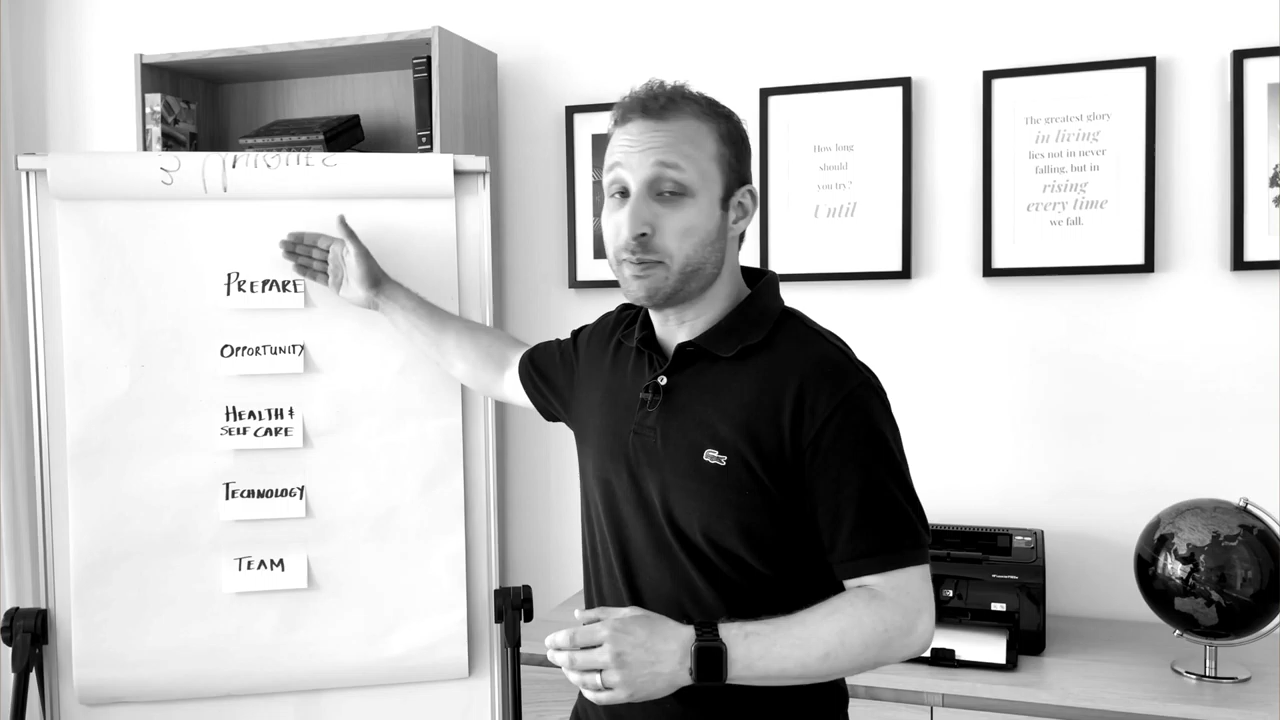 PREPARE
OPPORTUNITY
HEALTH &
SELF CARE
TECHNOLOGY
TEAM
How long
should
you try?
Until
The greatest glory
in living
lies not in never
falling, but in
rising
every time
we fall.
hp